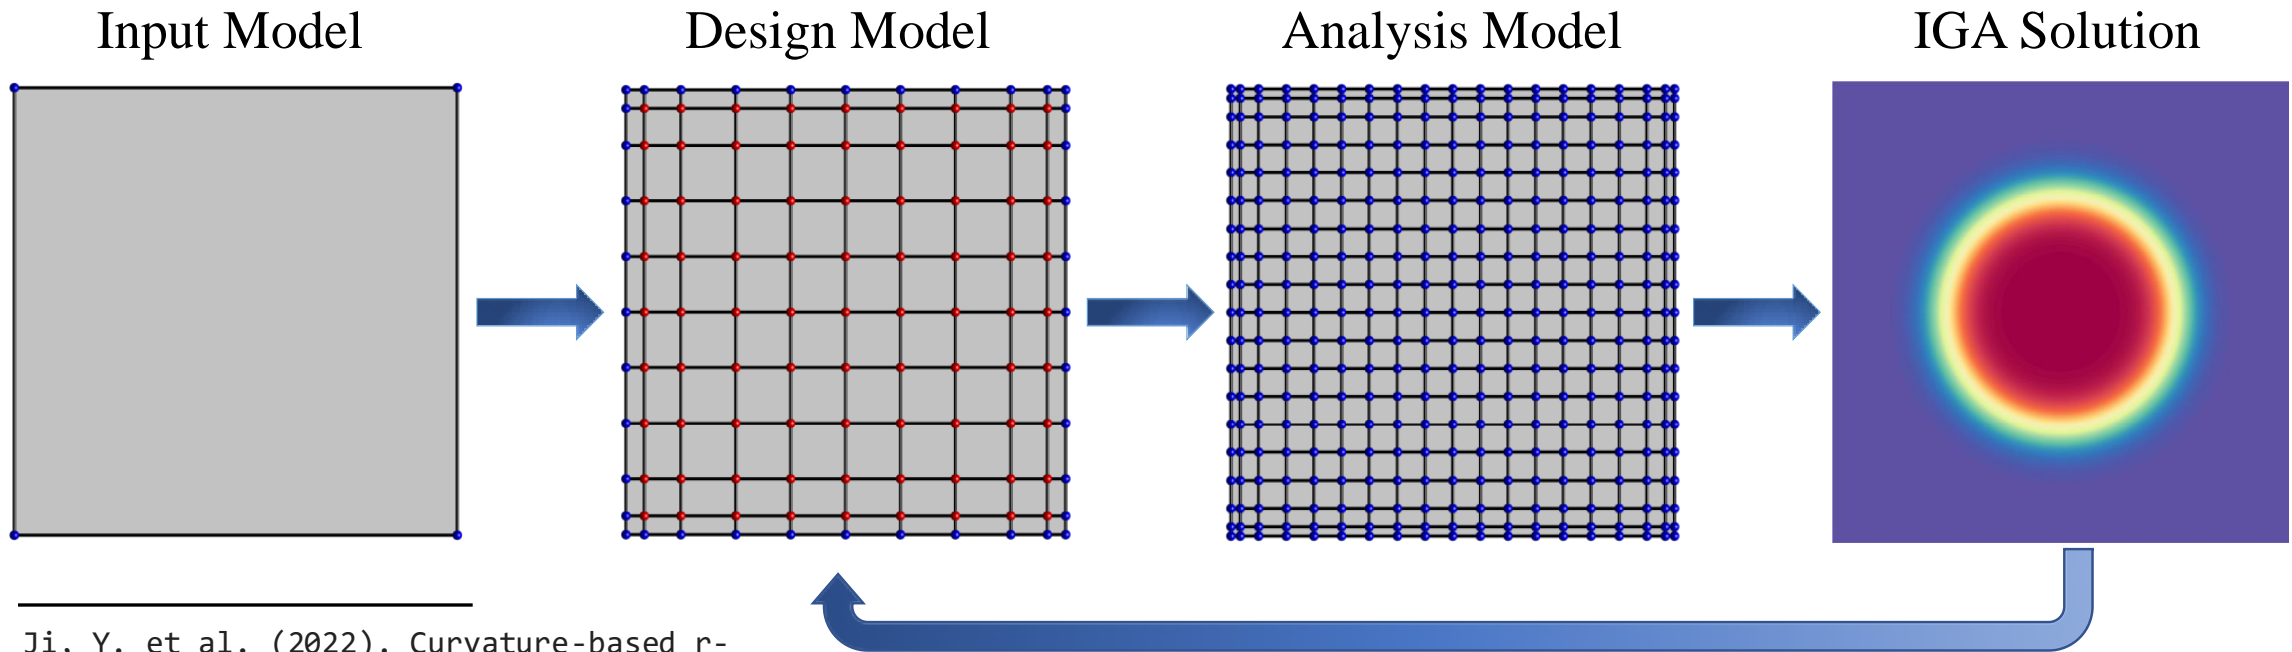 Input Model
Design Model
Analysis Model
IGA Solution
Ji, Y. et al. (2022). Curvature-based r-